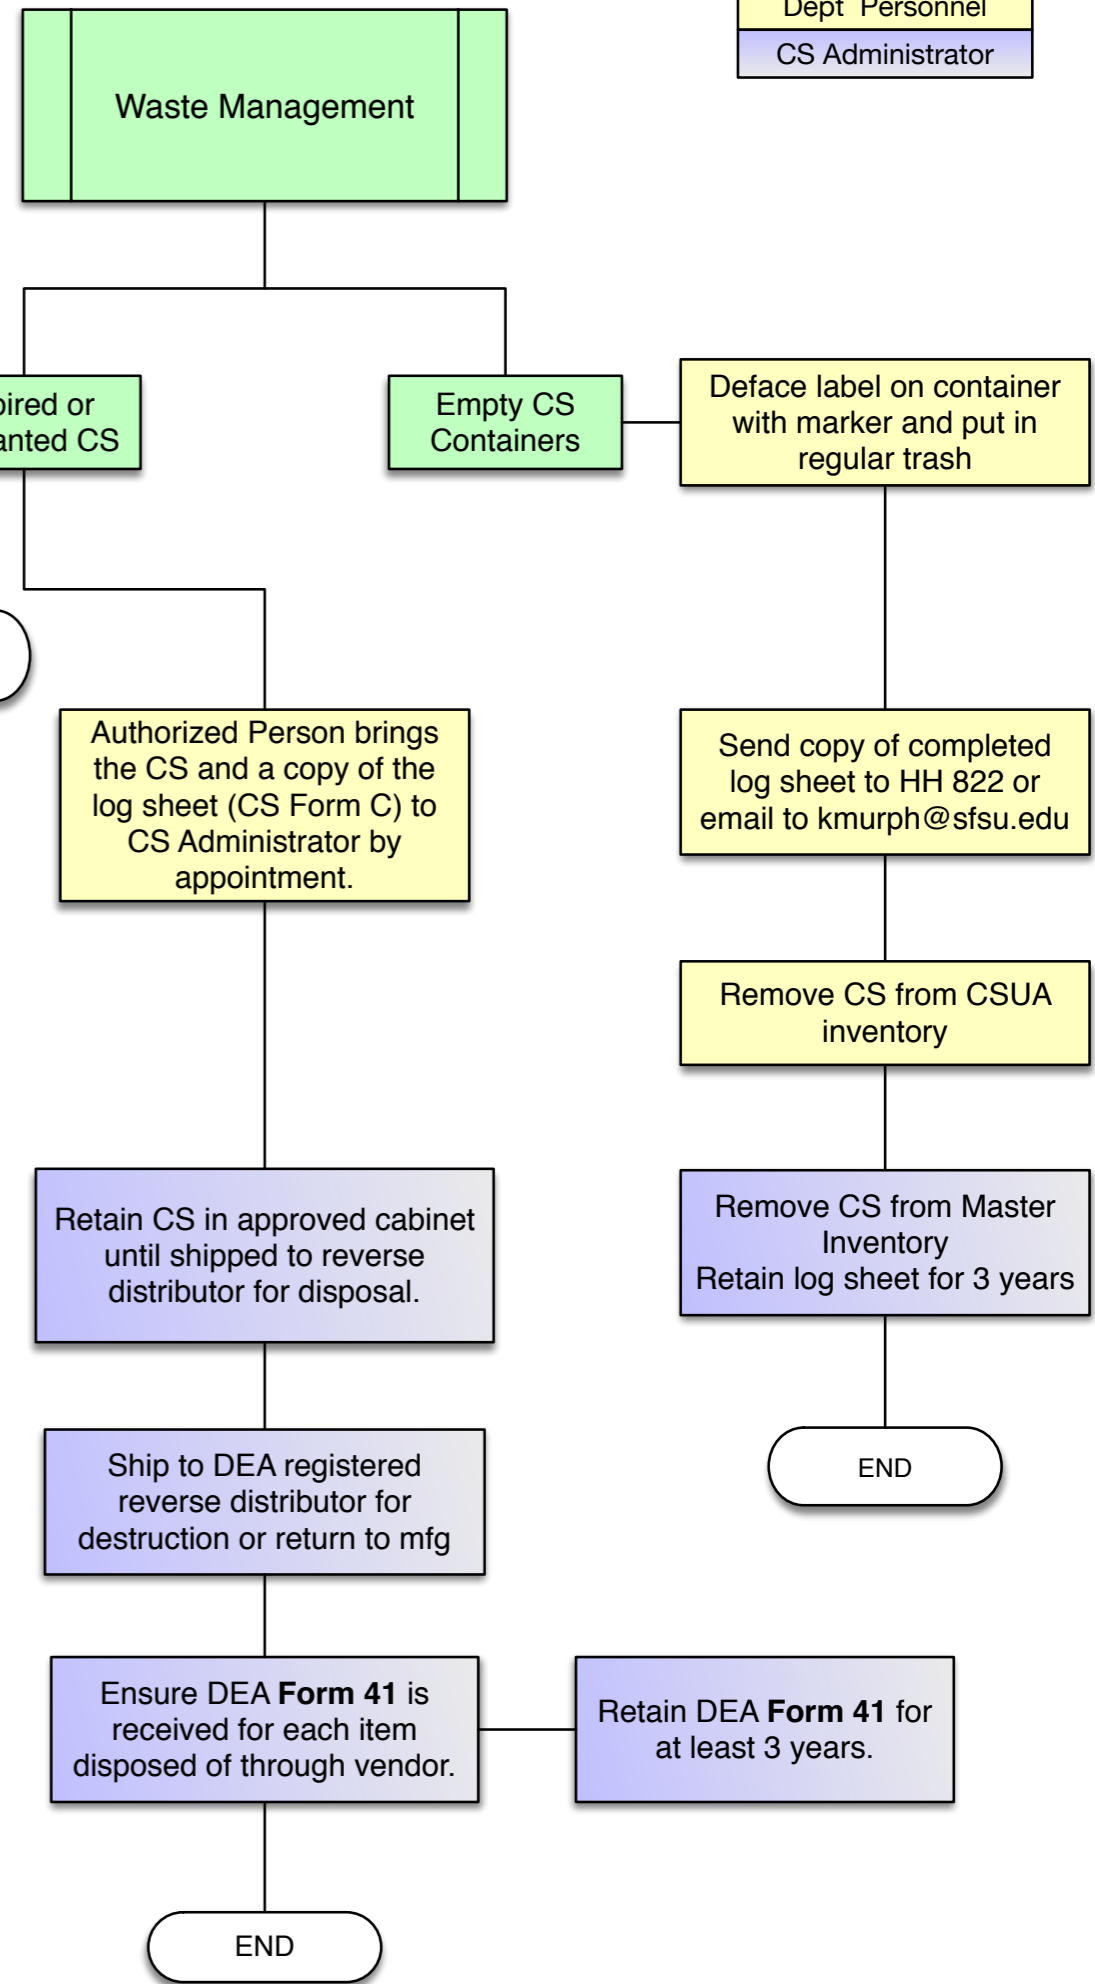 Dept Personnel
CS Administrator
Waste Management
or
CS
Empty CS
Containers
Deface label on container
with marker and put in
regular trash
Authorized Person brings
the CS and a copy of the
log sheet (CS Form C) to
CS Administrator by
appointment.
Send copy of completed
log sheet to HH 822 or
email to kmurph@sfsu.edu
Remove CS from CSUA
inventory
Retain CS in approved cabinet
until shipped to reverse
distributor for disposal.
Remove CS from Master
Inventory
Retain log sheet for 3 years
Ship to DEA registered
reverse distributor for
destruction or return to mfg
END
Ensure DEA Form 41 is
received for each item
disposed of through vendor.
Retain DEA Form 41 for
at least 3 years.
END